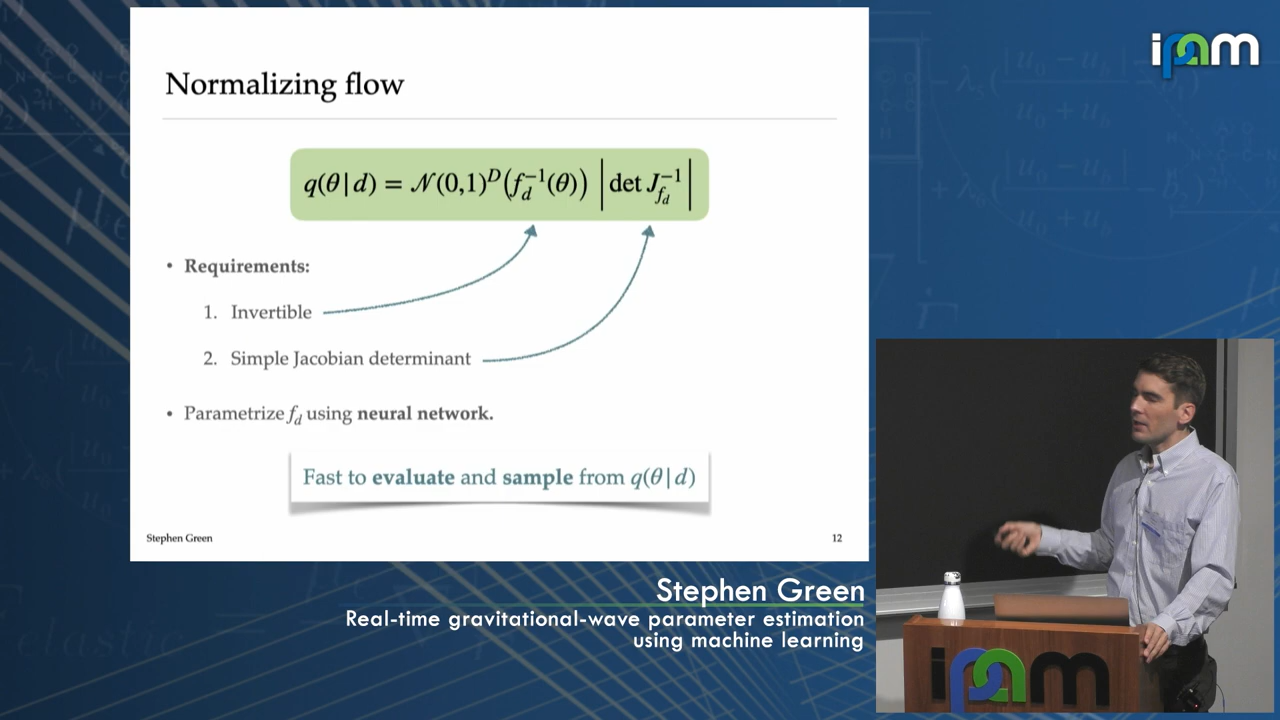 ipam
Normalizing flow
q(θ|d) = 𝒩(0,1)ᴰ(f_d⁻¹(θ)) |det J_{f_d}⁻¹|
• Requirements:
1. Invertible
2. Simple Jacobian determinant
• Parametrize f_d using neural network.
Fast to evaluate and sample from q(θ|d)
Stephen Green
12
Stephen Green
Real-time gravitational-wave parameter estimation
using machine learning
ipam